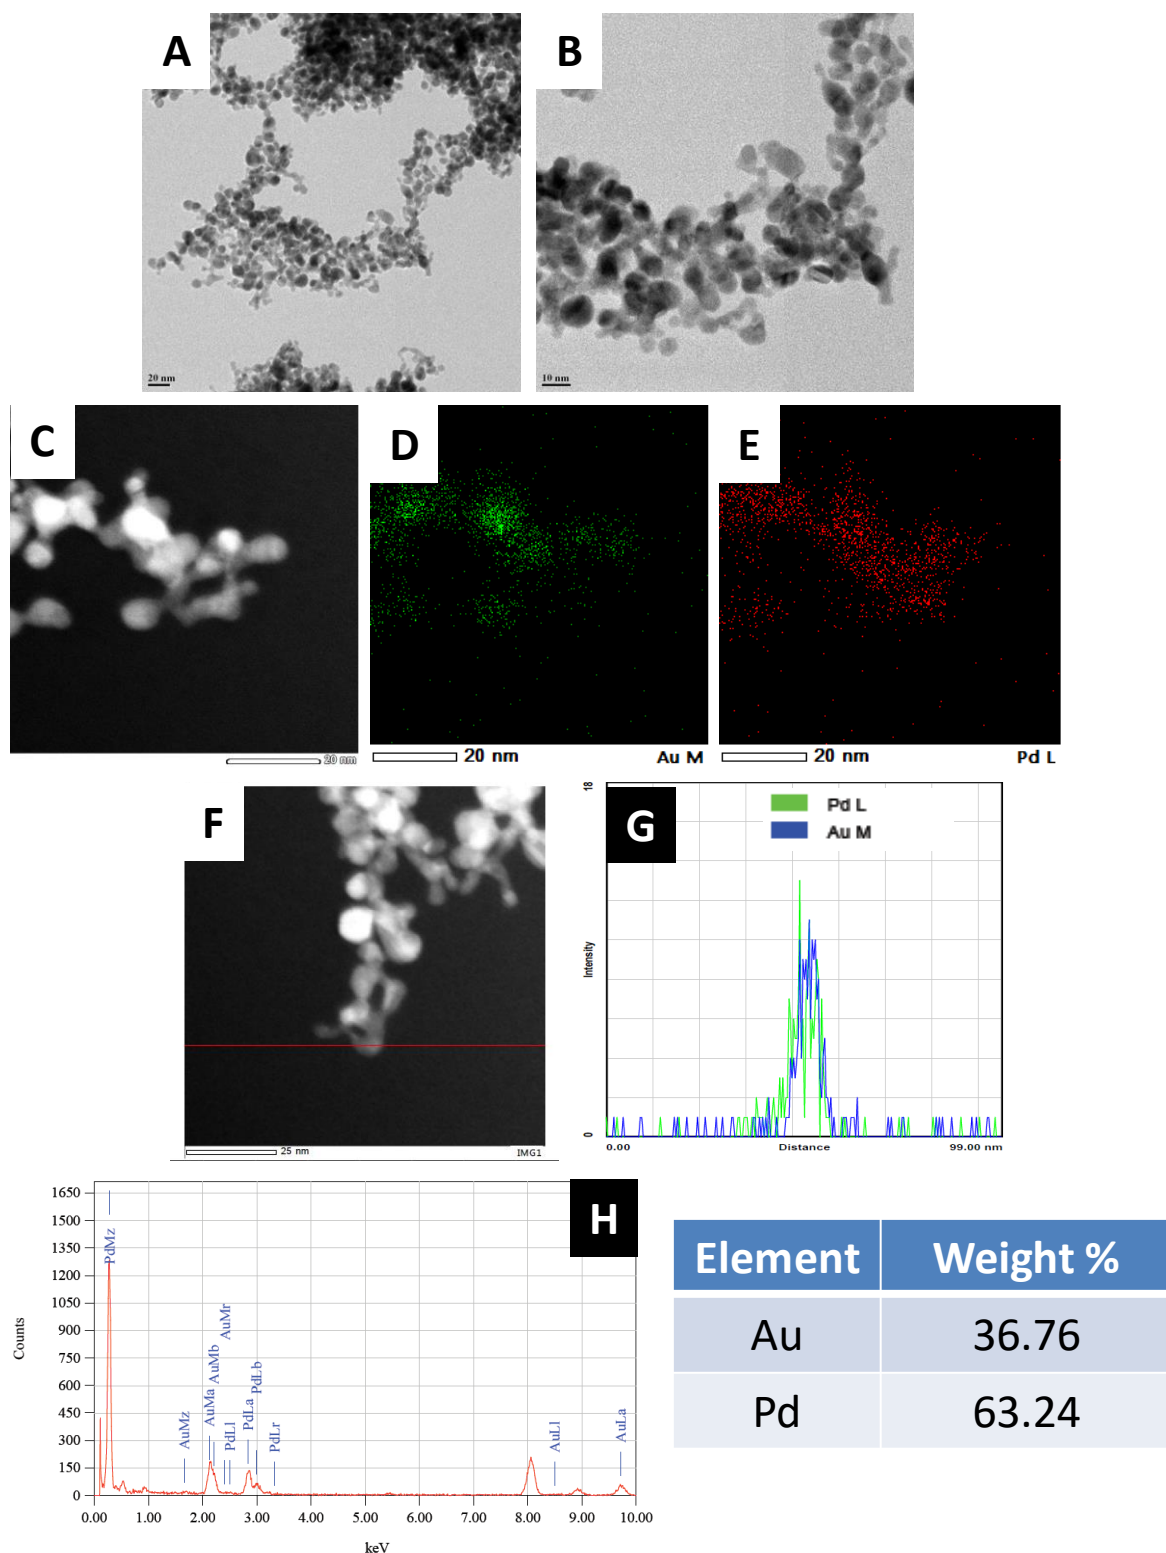 A
B
20 nm
10 nm
C
D
E
20 nm
20 nm
Au M
20 nm
Pd L
F
G
18
Pd L
Au M
Intensity
0
0.00
Distance
99.00 nm
25 nm
IMG1
H
1650
1500
1350
1200
1050
900
750
600
450
300
150
0
Counts
PdMz
AuMz
AuMa
AuMb
AuMr
PdLl
PdLa
PdLb
PdLr
AuLl
AuLa
0.00 1.00 2.00 3.00 4.00 5.00 6.00 7.00 8.00 9.00 10.00
keV
Element Weight %
Au 36.76
Pd 63.24